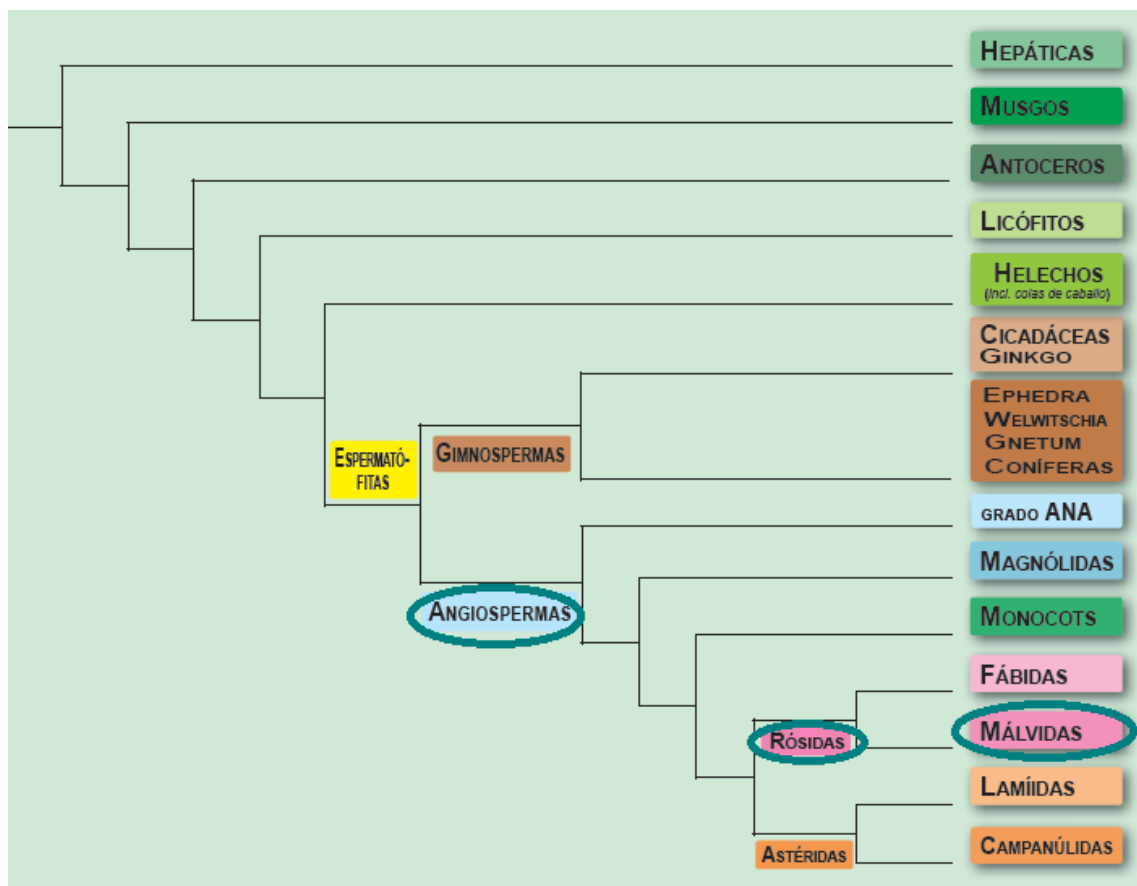 HEPÁTICAS
MUSGOS
ANTOCEROS
LICÓFITOS
HELECHOS
(Incl. colas de caballo)
CICADÁCEAS
GINKGO
EPHEDRA
WELWITSCHIA
GNETUM
CONÍFERAS
ESPERMATÓ-
FITAS
GIMNOSPERMAS
GRADO ANA
MAGNÓLIDAS
ANGIOSPERMAS
MONOCOTS
FÁBIDAS
RÓSIDAS
MÁLVIDAS
LAMÍIDAS
ASTÉRIDAS
CAMPANÚLIDAS